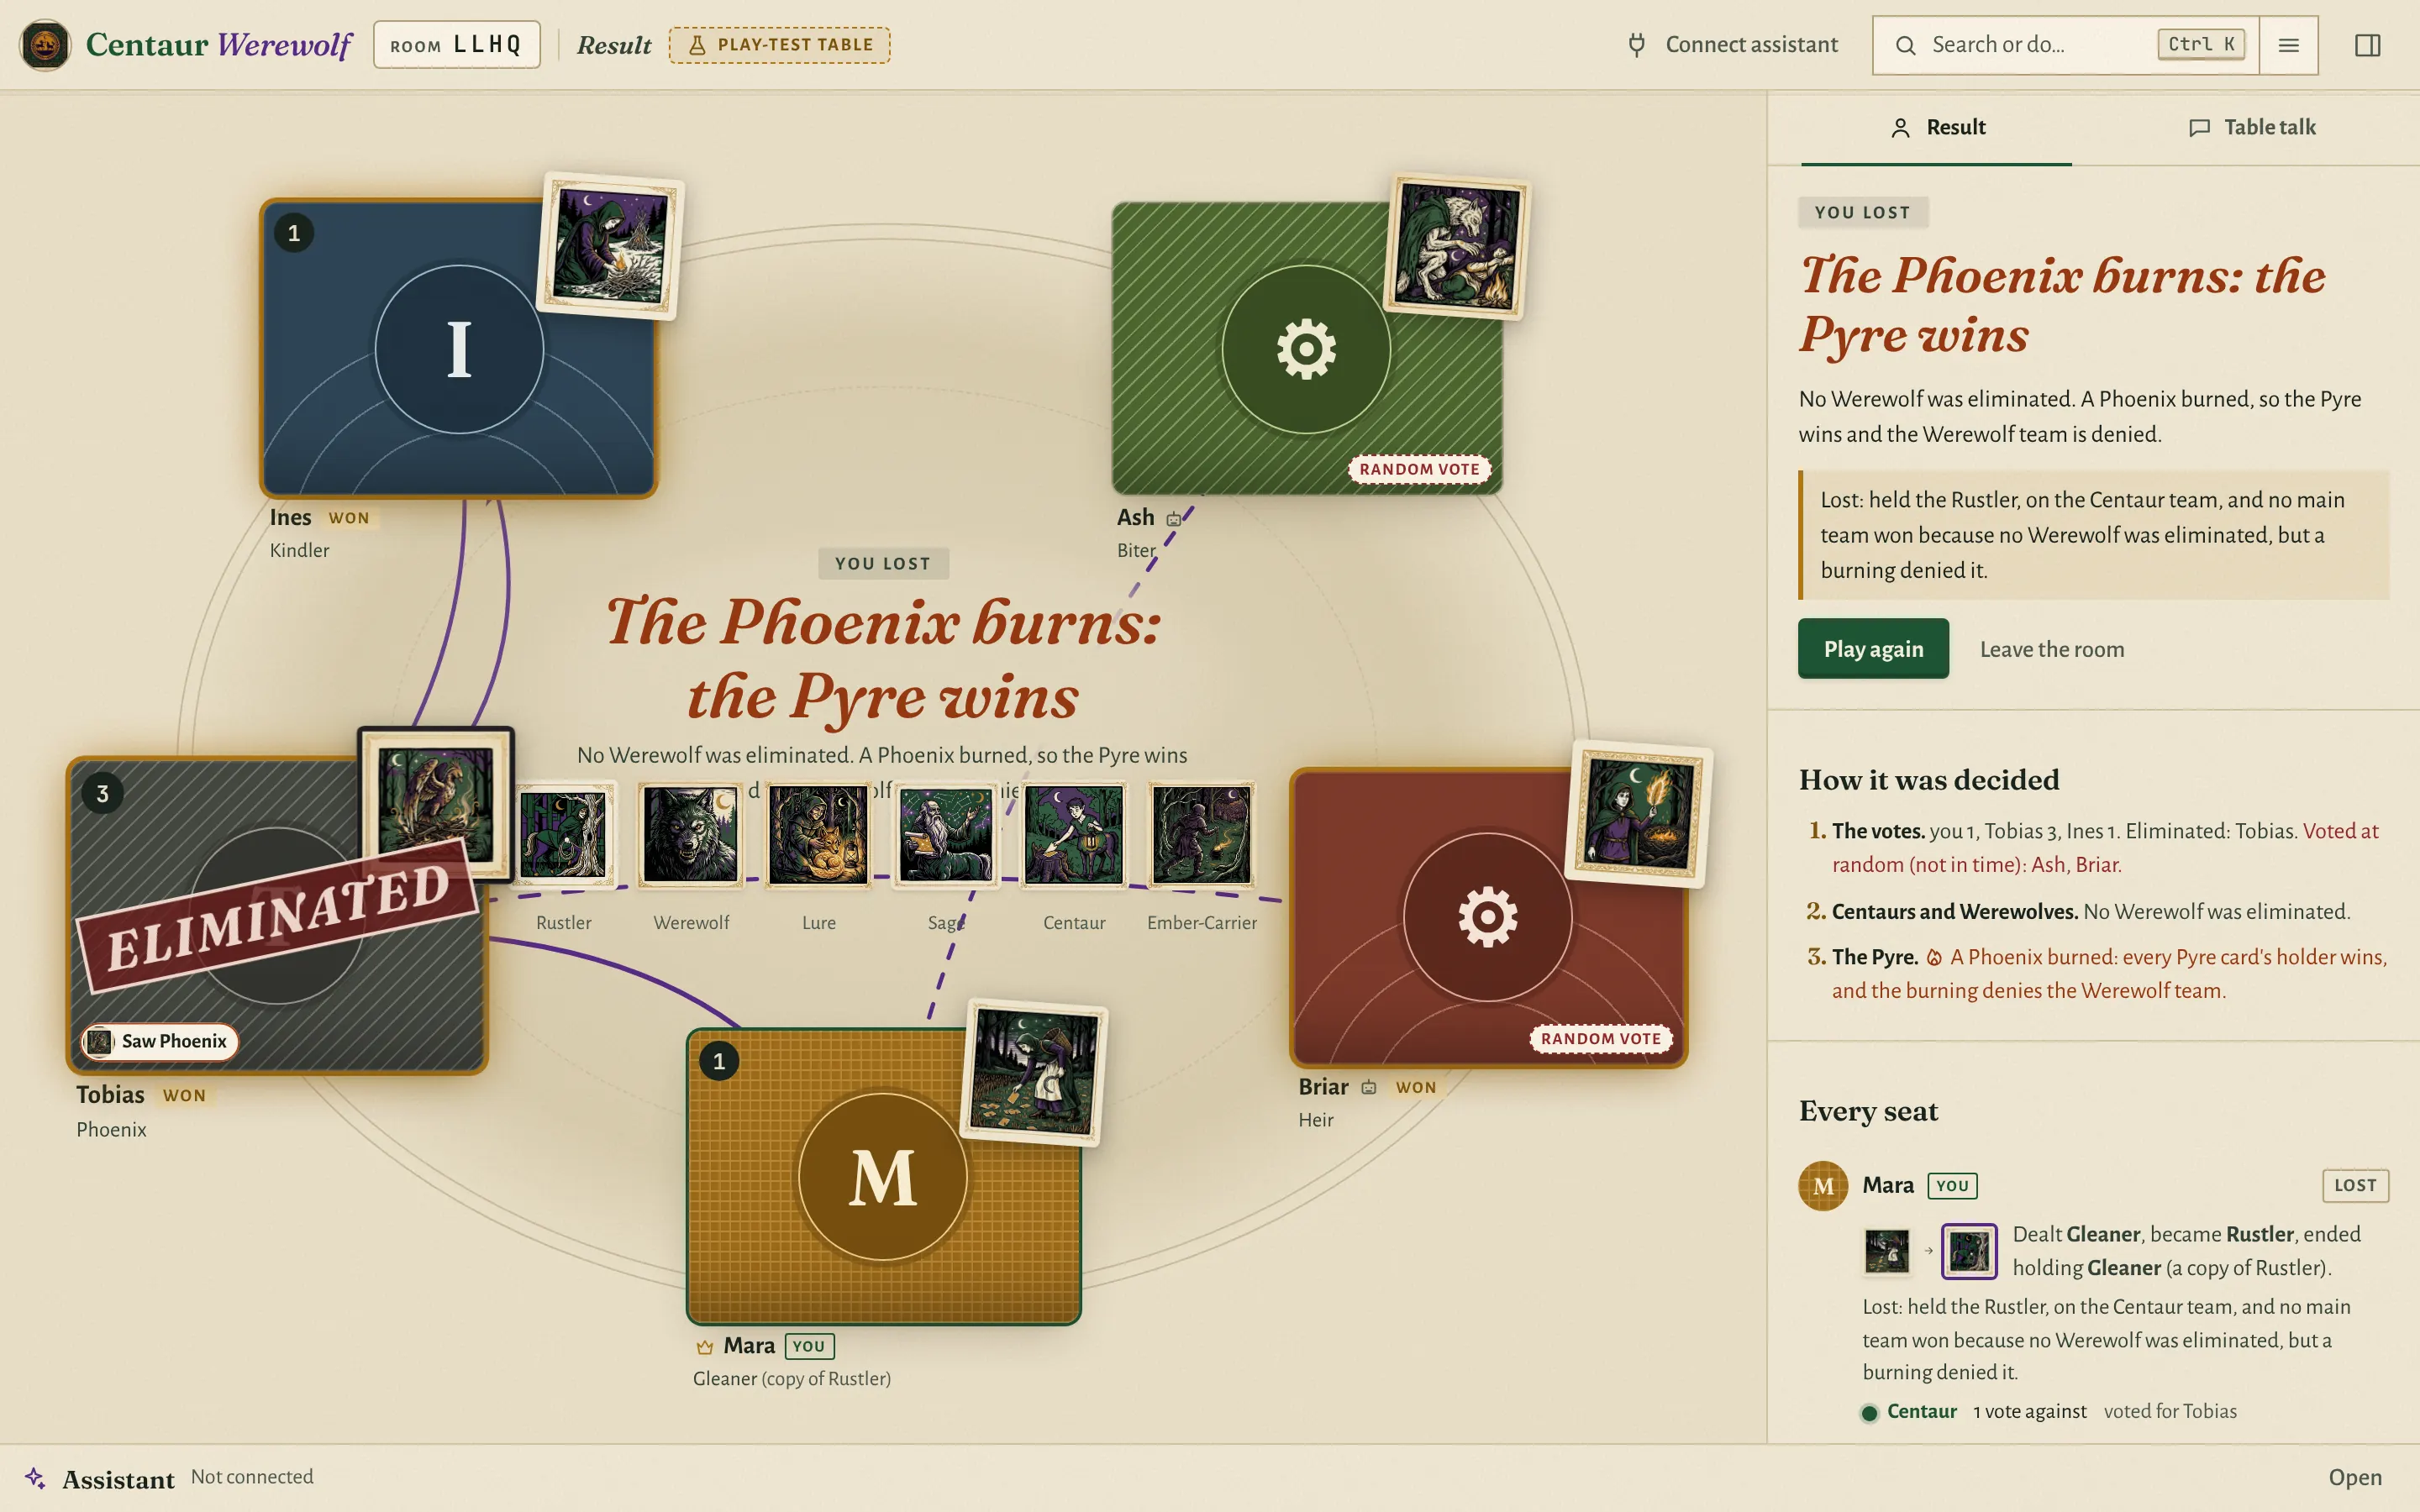 Centaur Werewolf
ROOM LLHQ
Result
PLAY-TEST TABLE
Connect assistant
Search or do...
Ctrl K
Result
Table talk
1
I
Ines WON
Kindler
RANDOM VOTE
Ash
Biter
YOU LOST
The Phoenix burns:
the Pyre wins
No Werewolf was eliminated. A Phoenix burned, so the Pyre wins
3
ELIMINATED
Saw Phoenix
Tobias WON
Phoenix
Rustler
Werewolf
Lure
Sage
Centaur
Ember-Carrier
RANDOM VOTE
Briar WON
Heir
1
M
Mara YOU
Gleaner (copy of Rustler)
YOU LOST
The Phoenix burns: the
Pyre wins
No Werewolf was eliminated. A Phoenix burned, so the Pyre
wins and the Werewolf team is denied.
Lost: held the Rustler, on the Centaur team, and no main
team won because no Werewolf was eliminated, but a
burning denied it.
Play again
Leave the room
How it was decided
1. The votes. you 1, Tobias 3, Ines 1. Eliminated: Tobias. Voted at
random (not in time): Ash, Briar.
2. Centaurs and Werewolves. No Werewolf was eliminated.
3. The Pyre. A Phoenix burned: every Pyre card's holder wins,
and the burning denies the Werewolf team.
Every seat
M
Mara YOU
LOST
Dealt Gleaner, became Rustler, ended
holding Gleaner (a copy of Rustler).
Lost: held the Rustler, on the Centaur team, and no main
team won because no Werewolf was eliminated, but a
burning denied it.
Centaur 1 vote against voted for Tobias
Assistant Not connected
Open